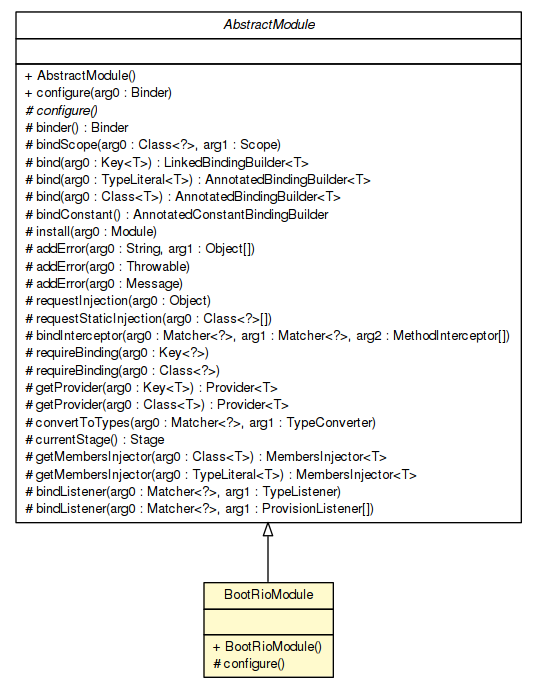 AbstractModule
+ AbstractModule()
+ configure(arg0 : Binder)
# configure()
# binder() : Binder
# bindScope(arg0 : Class<?>, arg1 : Scope)
# bind(arg0 : Key<T>) : LinkedBindingBuilder<T>
# bind(arg0 : TypeLiteral<T>) : AnnotatedBindingBuilder<T>
# bind(arg0 : Class<T>) : AnnotatedBindingBuilder<T>
# bindConstant() : AnnotatedConstantBindingBuilder
# install(arg0 : Module)
# addError(arg0 : String, arg1 : Object[])
# addError(arg0 : Throwable)
# addError(arg0 : Message)
# requestInjection(arg0 : Object)
# requestStaticInjection(arg0 : Class<?>[])
# bindInterceptor(arg0 : Matcher<?>, arg1 : Matcher<?>, arg2 : MethodInterceptor[])
# requireBinding(arg0 : Key<?>)
# requireBinding(arg0 : Class<?>)
# getProvider(arg0 : Key<T>) : Provider<T>
# getProvider(arg0 : Class<T>) : Provider<T>
# convertToTypes(arg0 : Matcher<?>, arg1 : TypeConverter)
# currentStage() : Stage
# getMembersInjector(arg0 : Class<T>) : MembersInjector<T>
# getMembersInjector(arg0 : TypeLiteral<T>) : MembersInjector<T>
# bindListener(arg0 : Matcher<?>, arg1 : TypeListener)
# bindListener(arg0 : Matcher<?>, arg1 : ProvisionListener[])
BootRioModule
+ BootRioModule()
# configure()